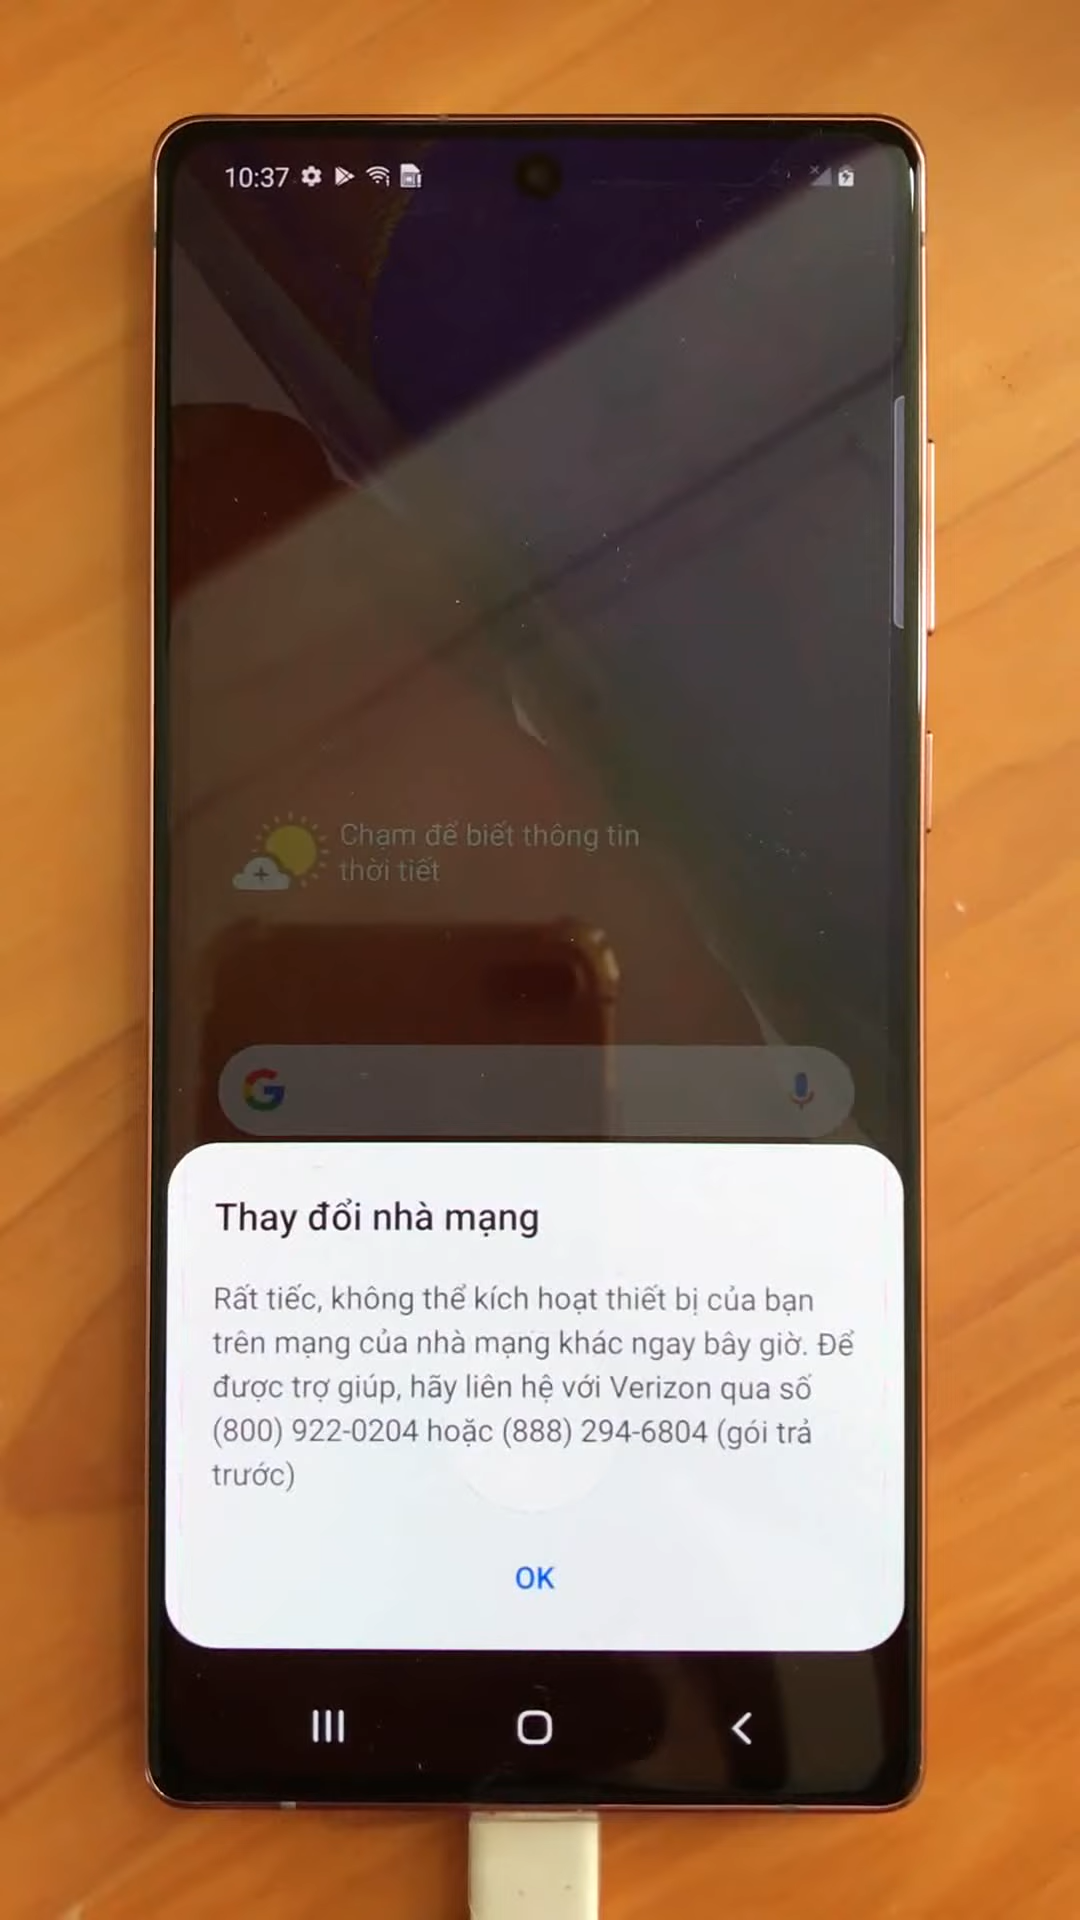 10:37
Chạm để biết thông tin
thời tiết
Thay đổi nhà mạng
Rất tiếc, không thể kích hoạt thiết bị của bạn
trên mạng của nhà mạng khác ngay bây giờ. Để
được trợ giúp, hãy liên hệ với Verizon qua số
(800) 922-0204 hoặc (888) 294-6804 (gói trả
trước)
OK